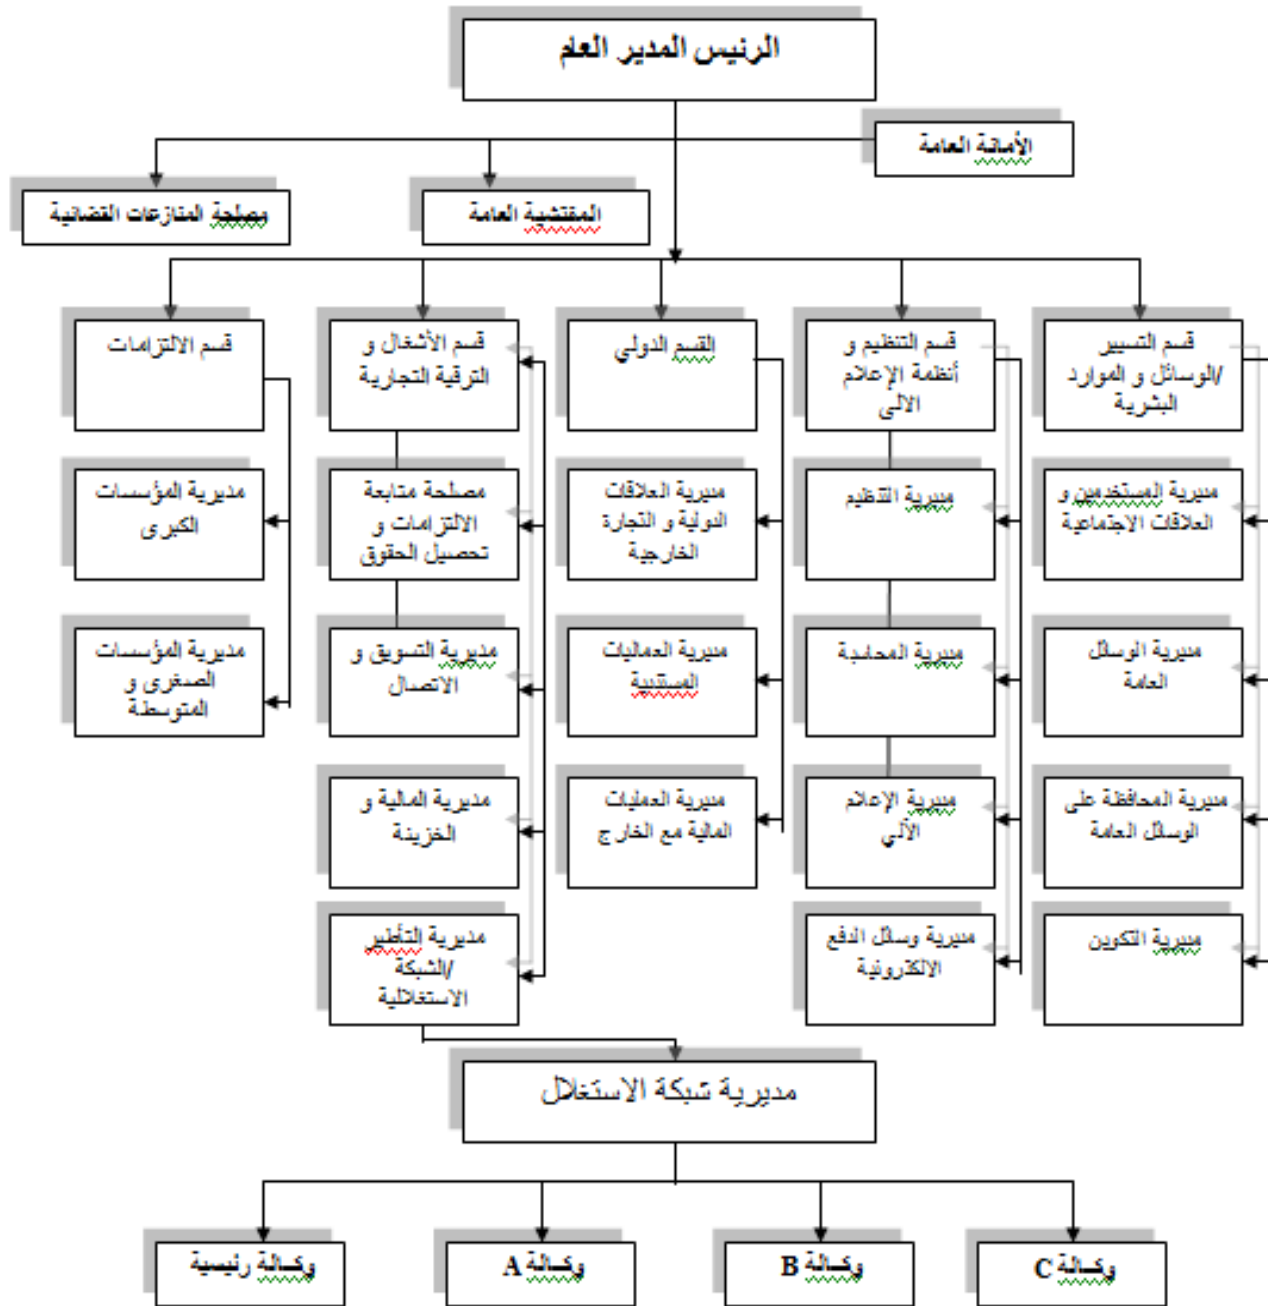 الرئيس المدير العام
الأمانة العامة
المفتشية العامة
مصلحة المنازعات القضائية
قسم التسيير
/الوسائل و الموارد
البشرية
قسم التنظيم و
أنظمة الإعلام
الالى
القسم الدولي
قسم الأشغال و
الترقية التجارية
قسم الالتزامات
مديرية المستخدمين و
العلاقات الاجتماعية
مديرية التنظيم
مديرية العلاقات
الدولية و التجارة
الخارجية
مصلحة متابعة
الالتزامات و
تحصيل الحقوق
مديرية المؤسسات
الكبرى
مديرية الوسائل
العامة
مديرية المحاسبة
مديرية العماليات
المستندية
مديرية التسويق و
الاتصال
مديرية المؤسسات
الصغرى و
المتوسطة
مديرية المحافظة على
الوسائل العامة
مديرية الإعلام
الألي
مديرية العمليات
المالية مع الخارج
مديرية المالية و
الخزينة
مديرية التكوين
مديرية وسائل الدفع
الالكترونية
مديرية التأطير
/الشبكة
الاستغلالية
مديرية شبكة الاستغلال
وكالة C
وكالة B
وكالة A
وكالة رئيسية